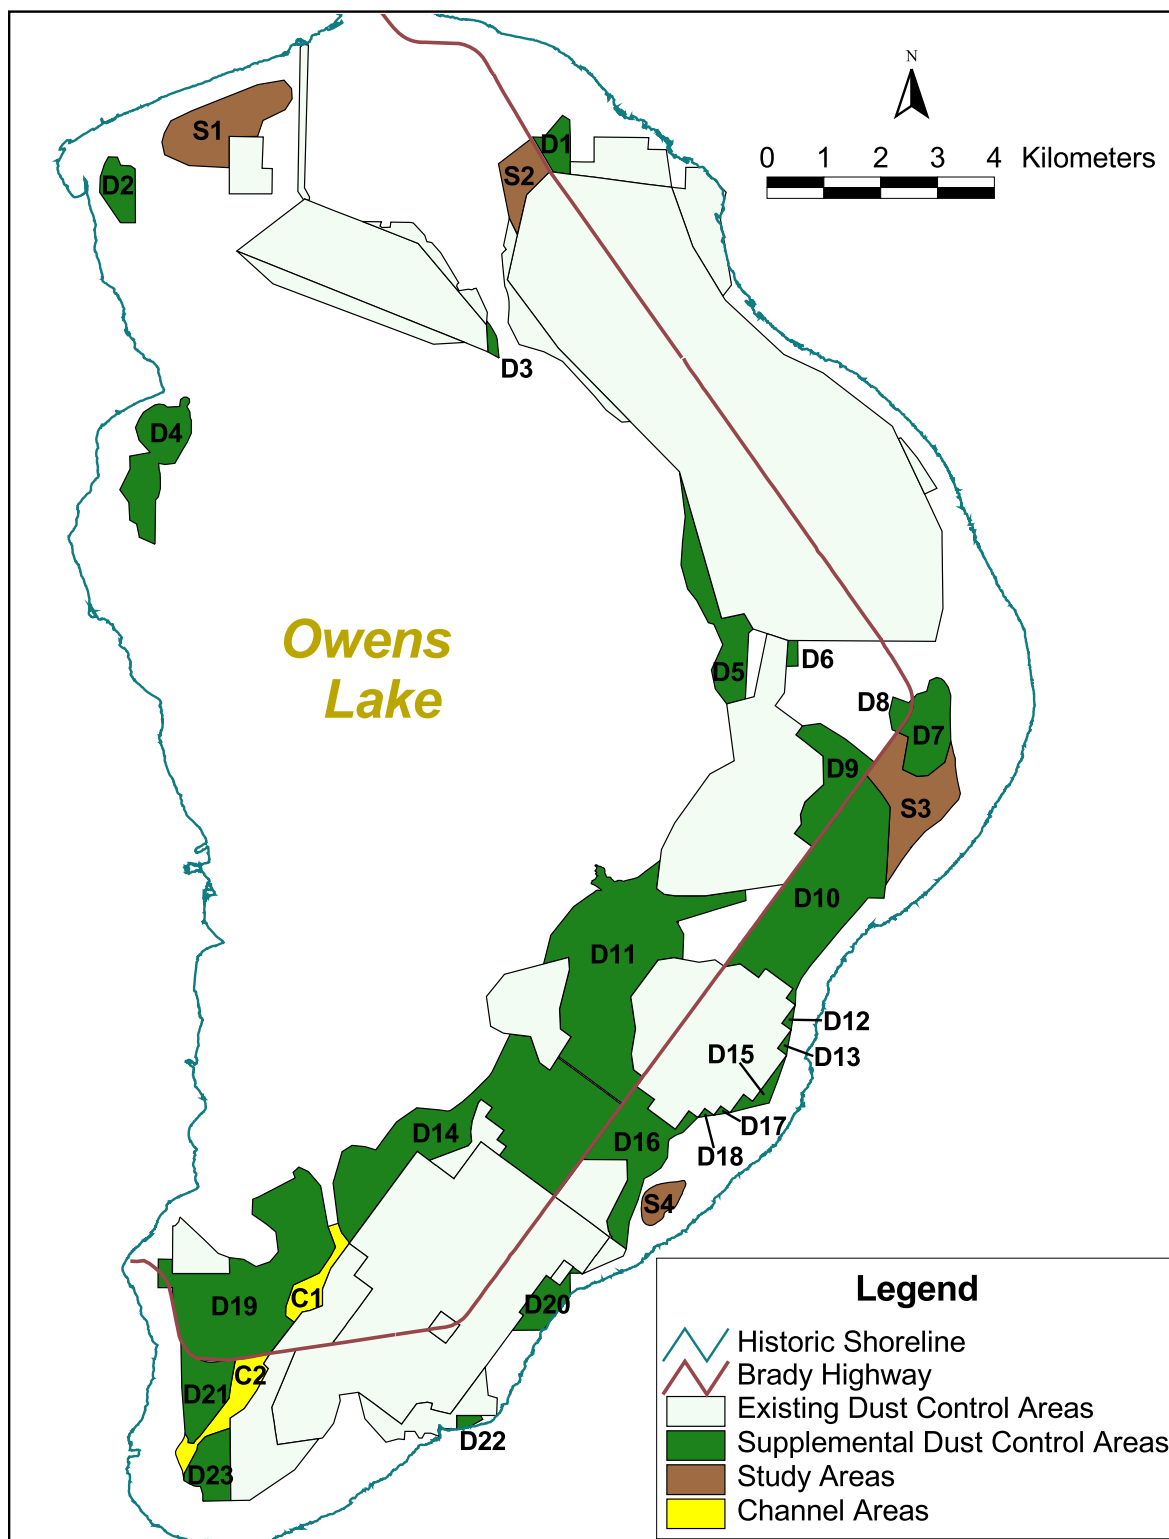 N
0 1 2 3 4 Kilometers
S1
D1
S2
D2
D3
D4
Owens
Lake
D5
D6
D8
D7
D9
S3
D10
D11
D12
D13
D15
D14
D16
D17
D18
S4
C1
D19
D20
C2
D21
D22
D23
Legend
Historic Shoreline
Brady Highway
Existing Dust Control Areas
Supplemental Dust Control Areas
Study Areas
Channel Areas